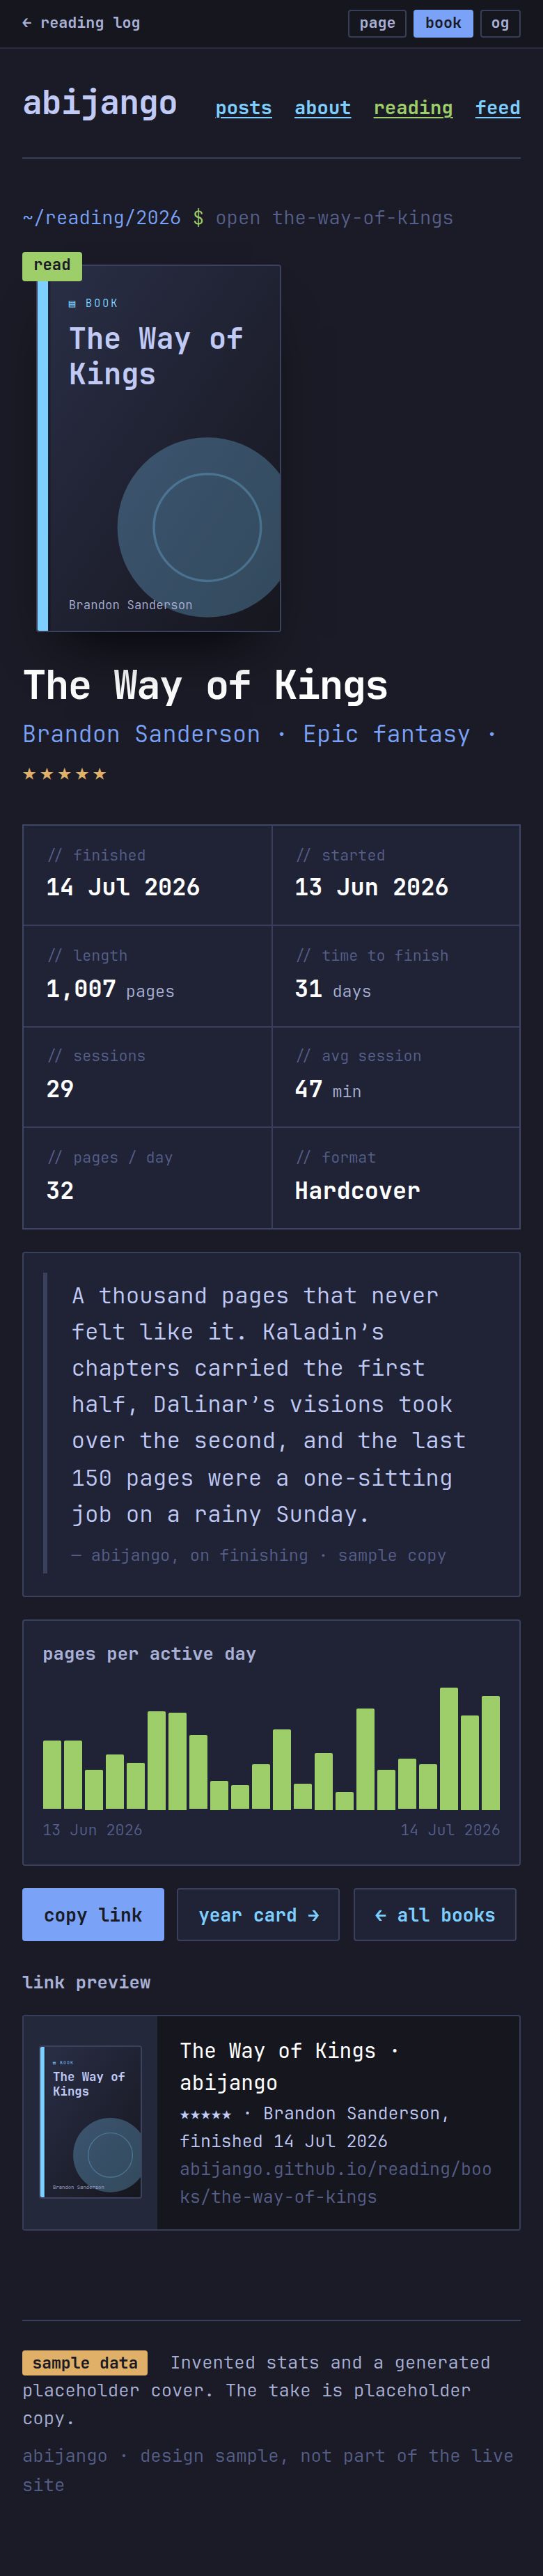 ← reading log page book og
abijango posts about reading feed
~/reading/2026 $ open the-way-of-kings
read
BOOK
The Way of
Kings
Brandon Sanderson
The Way of Kings
Brandon Sanderson · Epic fantasy ·
★★★★★
// finished // started
14 Jul 2026 13 Jun 2026
// length // time to finish
1,007 pages 31 days
// sessions // avg session
29 47 min
// pages / day // format
32 Hardcover
A thousand pages that never
felt like it. Kaladin’s
chapters carried the first
half, Dalinar’s visions took
over the second, and the last
150 pages were a one-sitting
job on a rainy Sunday.
— abijango, on finishing · sample copy
pages per active day
13 Jun 2026 14 Jul 2026
copy link year card → ← all books
link preview
BOOK
The Way of
Kings
Brandon Sanderson
The Way of Kings ·
abijango
★★★★★ · Brandon Sanderson,
finished 14 Jul 2026
abijango.github.io/reading/boo
ks/the-way-of-kings
sample data Invented stats and a generated
placeholder cover. The take is placeholder
copy.
abijango · design sample, not part of the live
site